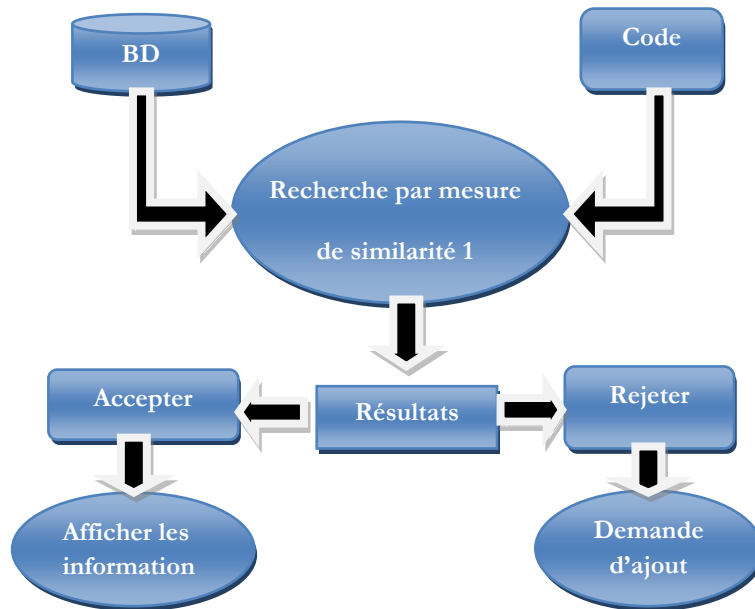 BD
Code
Recherche par mesure
de similarité 1
Accepter
Résultats
Rejeter
Afficher les
information
Demande
d'ajout